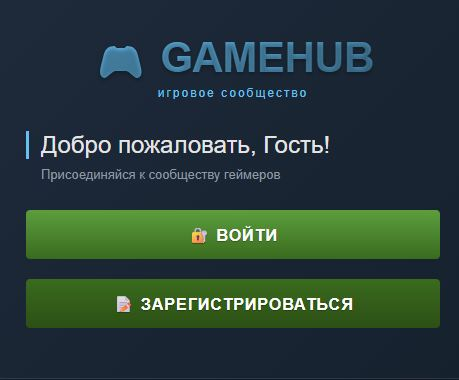 GAMEHUB
игровое сообщество
Добро пожаловать, Гость!
Присоединяйся к сообществу геймеров
ВОЙТИ
ЗАРЕГИСТРИРОВАТЬСЯ